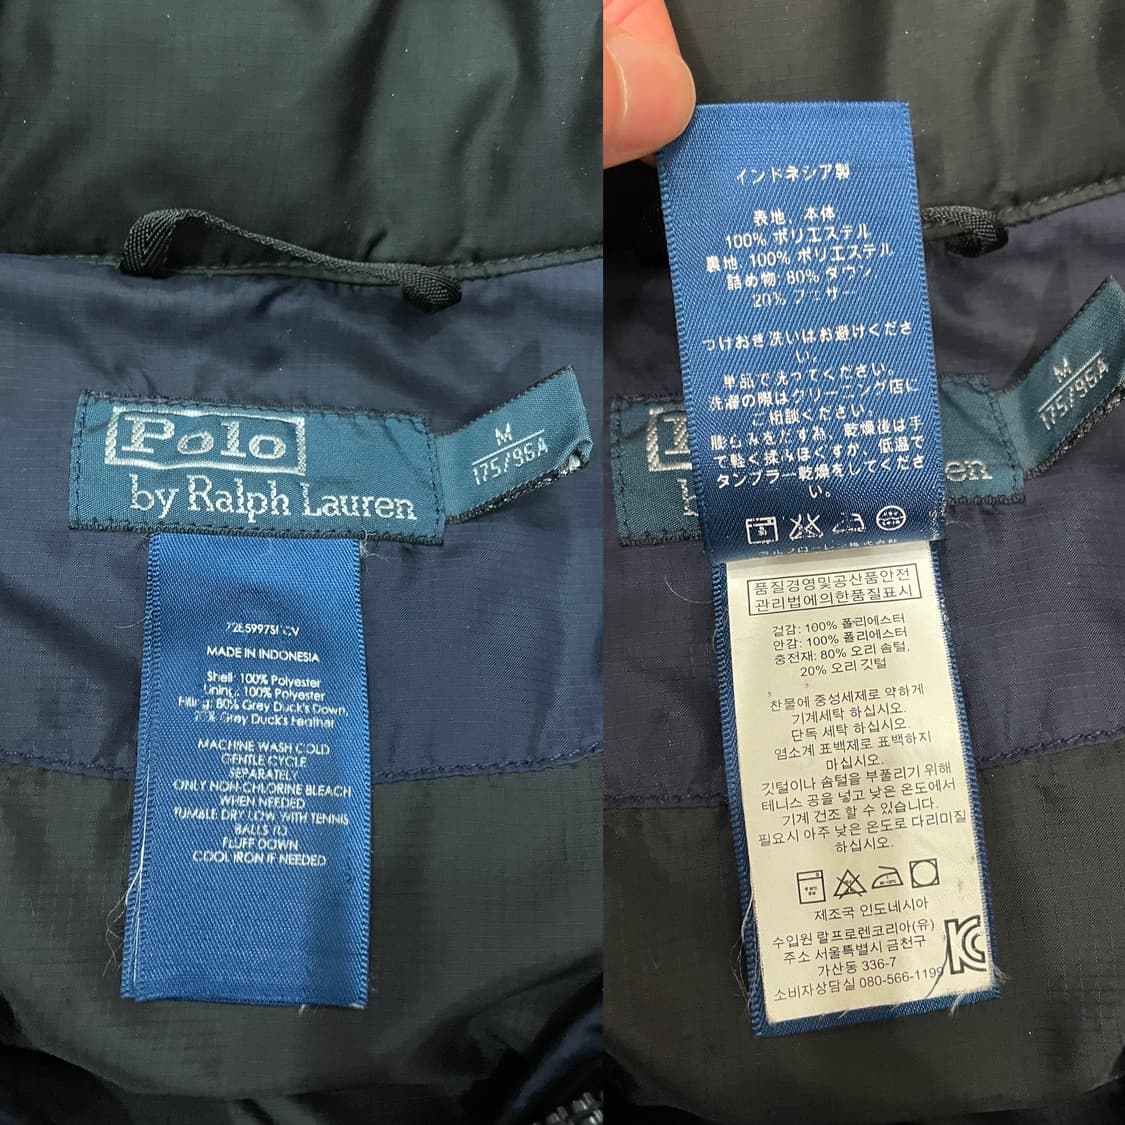 Polo
by Ralph Lauren
M
175/96A
MADE IN INDONESIA
Shell: 100% Polyester
Lining: 100% Polyester
Filling: 80% Grey Duck's Down,
20% Grey Duck's Feather
MACHINE WASH COLD
GENTLE CYCLE
SEPARATELY
ONLY NON-CHLORINE BLEACH
WHEN NEEDED
TUMBLE DRY LOW WITH TENNIS
BALLS TO
FLUFF DOWN
COOL IRON IF NEEDED
インドネシア製
表地、本体
100% ポリエステル
裏地 100% ポリエステル
詰め物 80% ダウン
20% フェザー
つけおき洗いはお避けくださ
い。
単品で洗ってください。
洗濯の際はクリーニング店に
ご相談ください。
膨らみをだす為、乾燥後は手
で軽く揉みほぐすか、低温で
タンブラー乾燥をしてくださ
い。
M
175/96A
en
품질경영및공산품안전
관리법에의한품질표시
겉감: 100% 폴리에스터
안감: 100% 폴리에스터
충전재: 80% 오리 솜털,
20% 오리 깃털
찬물에 중성세제로 약하게
기계세탁 하십시오.
단독 세탁 하십시오.
염소계 표백제로 표백하지
마십시오.
깃털이나 솜털을 부풀리기 위해
테니스 공을 넣고 낮은 온도에서
기계 건조 할 수 있습니다.
필요시 아주 낮은 온도로 다리미질
하십시오.
제조국 인도네시아
수입원 랄프로렌코리아(유)
주소 서울특별시 금천구
가산동 336-7
소비자상담실 080-566-1199